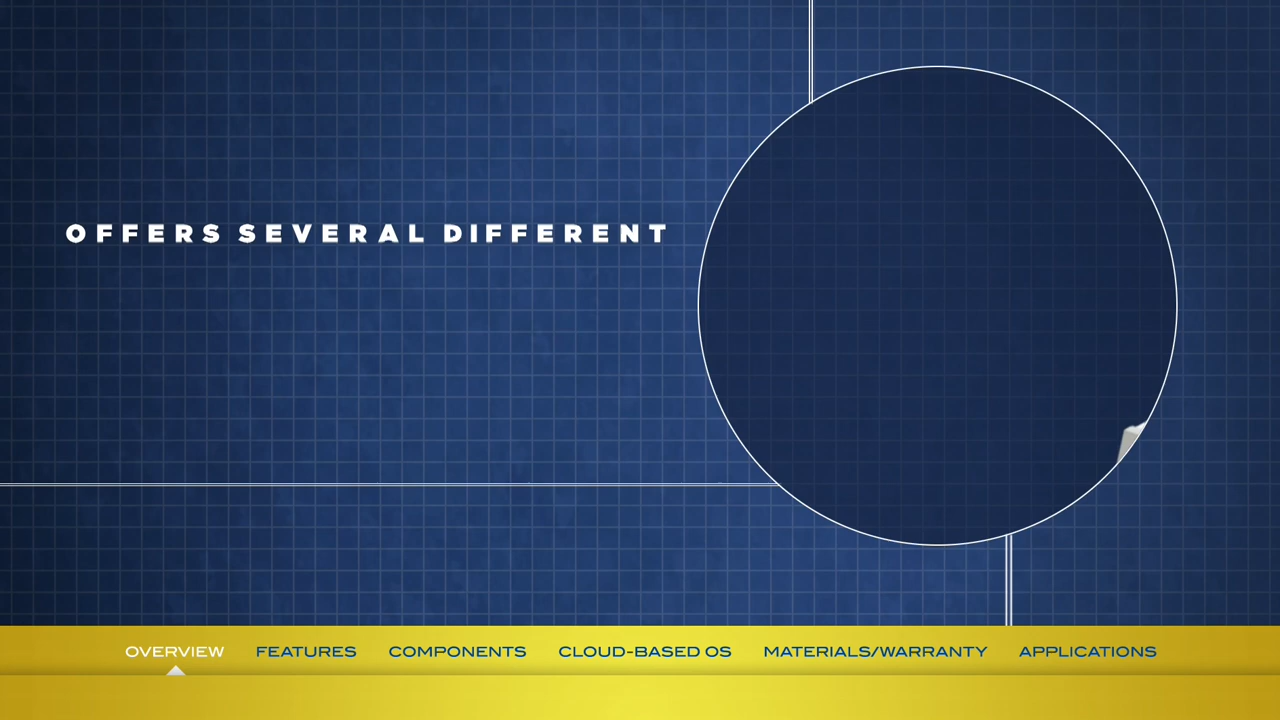 OFFERS SEVERAL DIFFERENT
OVERVIEW FEATURES COMPONENTS CLOUD-BASED OS MATERIALS/WARRANTY APPLICATIONS